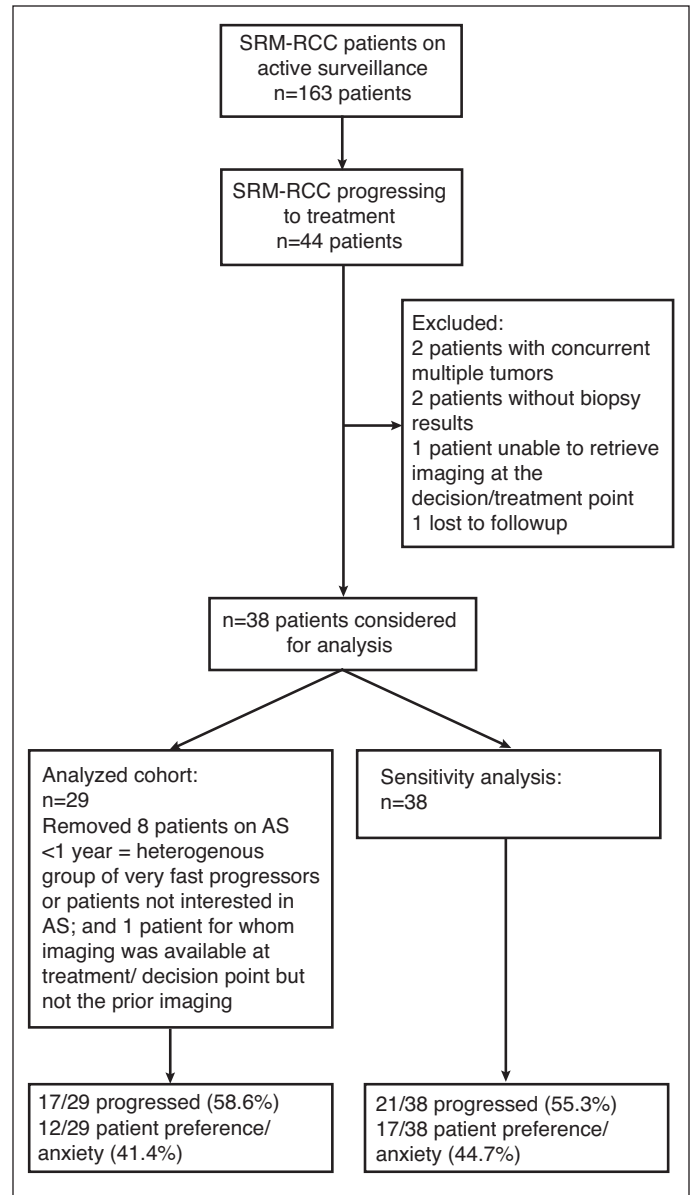 SRM-RCC patients on
active surveillance
n=163 patients
SRM-RCC progressing
to treatment
n=44 patients
Excluded:
2 patients with concurrent
multiple tumors
2 patients without biopsy
results
1 patient unable to retrieve
imaging at the
decision/treatment point
1 lost to followup
n=38 patients considered
for analysis
Analyzed cohort:
n=29
Removed 8 patients on AS
<1 year = heterogenous
group of very fast progressors
or patients not interested in
AS; and 1 patient for whom
imaging was available at
treatment/ decision point but
not the prior imaging
Sensitivity analysis:
n=38
17/29 progressed (58.6%)
12/29 patient preference/
anxiety (41.4%)
21/38 progressed (55.3%)
17/38 patient preference/
anxiety (44.7%)